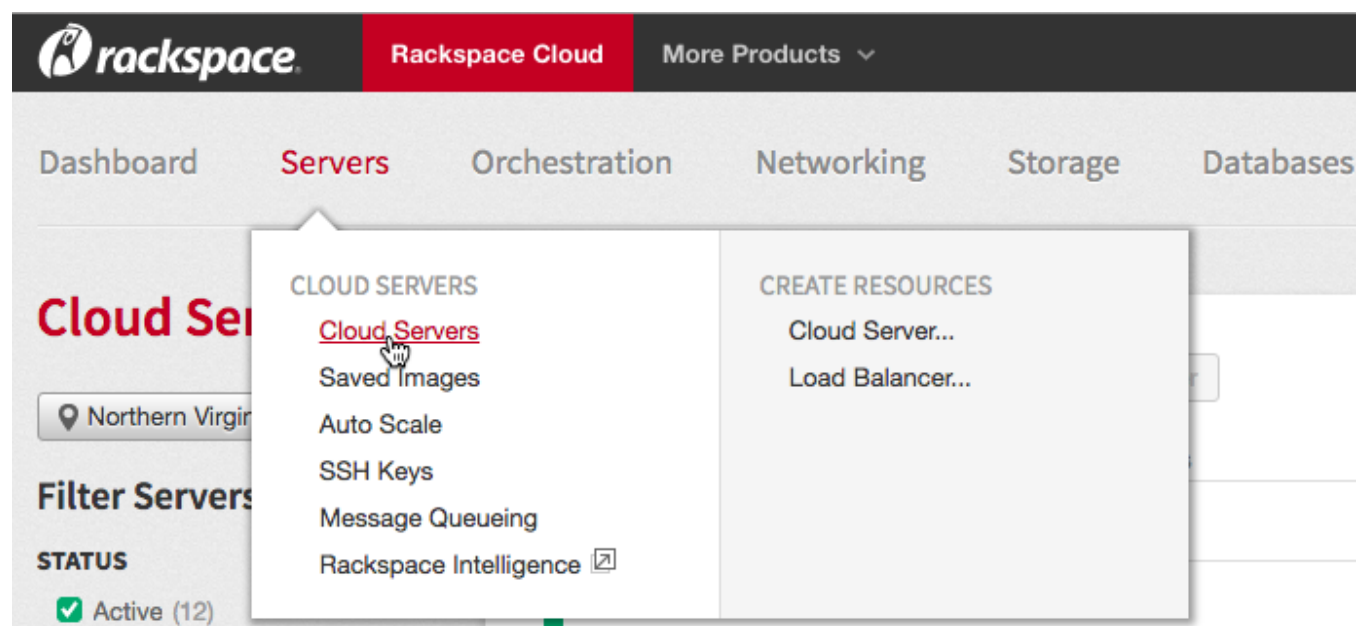 rackspace.
Rackspace Cloud
More Products
Dashboard
Servers
Orchestration
Networking
Storage
Databases
CLOUD SERVERS
Cloud Servers
Saved Images
Auto Scale
SSH Keys
Message Queueing
Rackspace Intelligence
CREATE RESOURCES
Cloud Server...
Load Balancer...
Cloud Ser
Northern Virgin
Filter Servers
STATUS
Active (12)